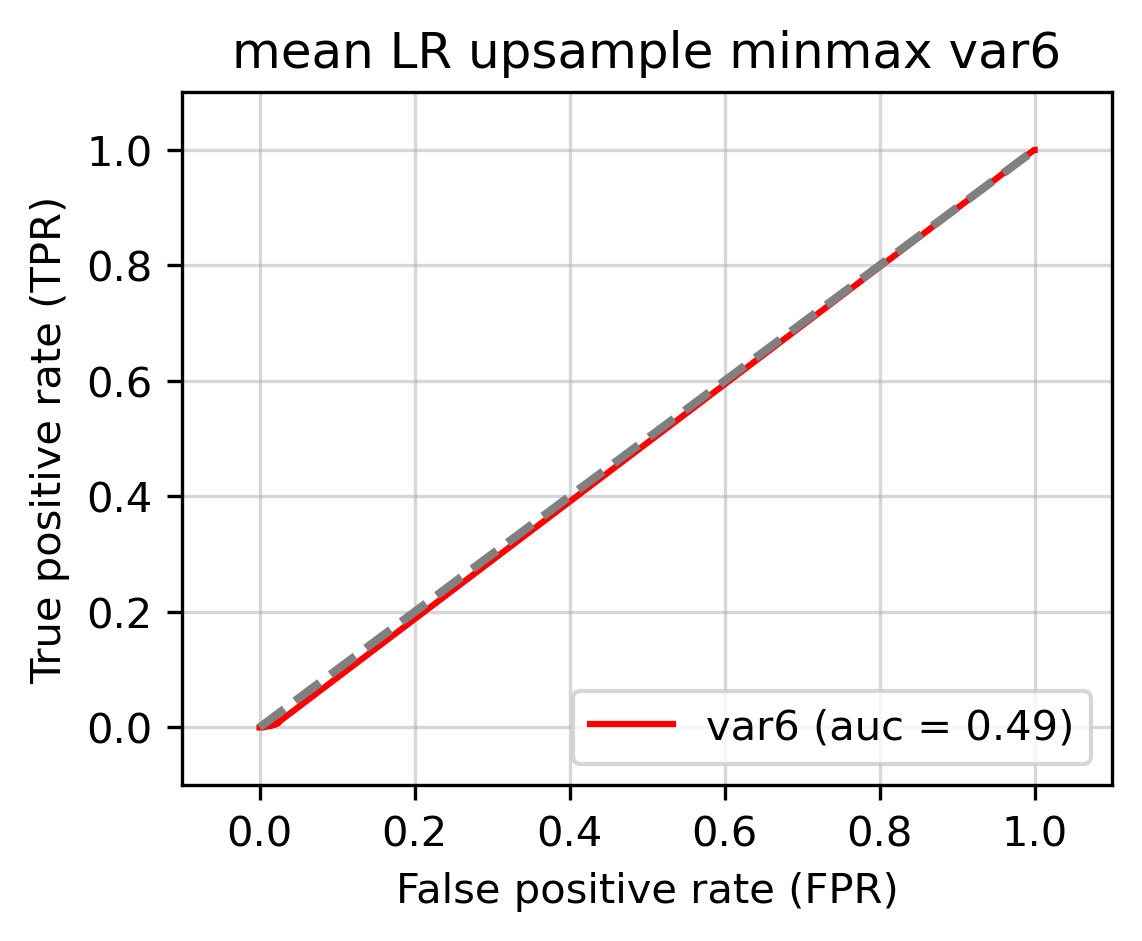 mean LR upsample minmax var6
True positive rate (TPR)
1.0
0.8
0.6
0.4
0.2
0.0
var6 (auc = 0.49)
0.0 0.2 0.4 0.6 0.8 1.0
False positive rate (FPR)